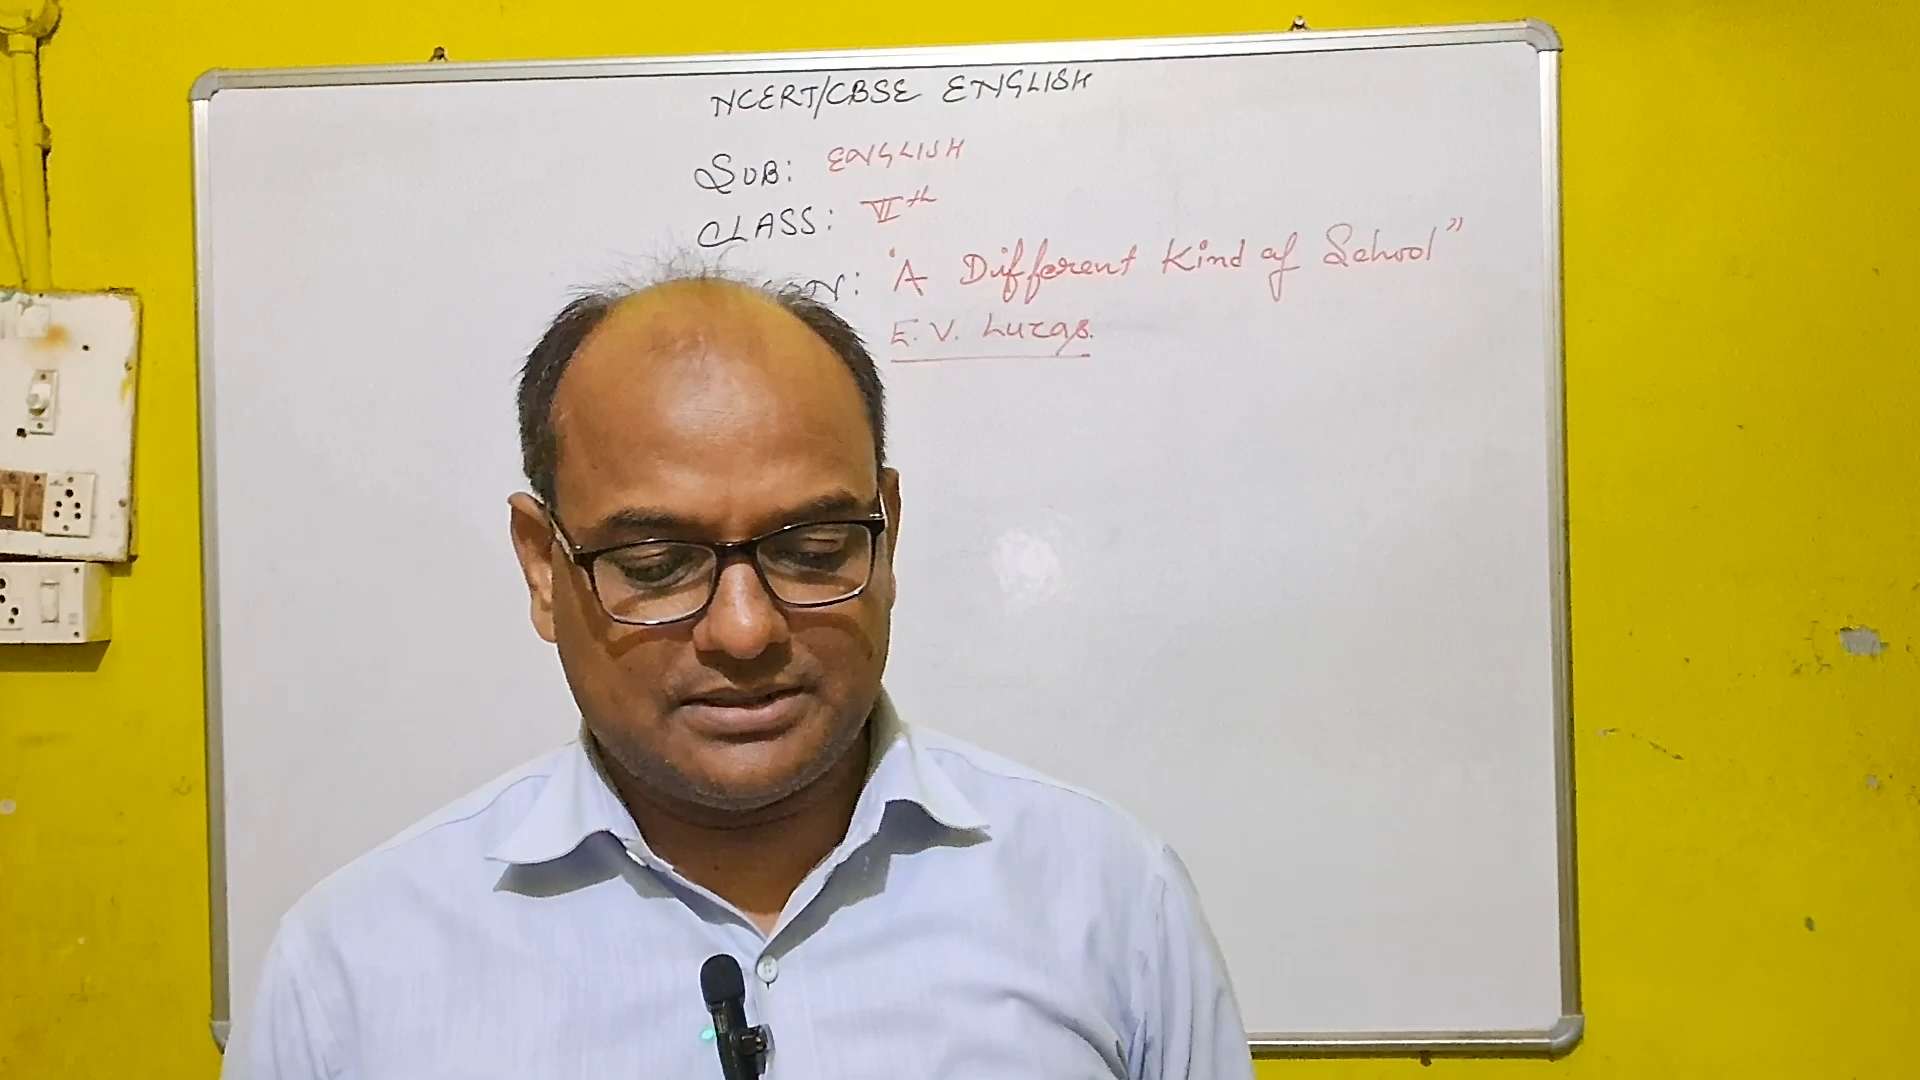 NCERT/CBSE ENGLISH
SUB: ENGLISH
CLASS: VIth
"A Different Kind of School"
E. V. Lucas.